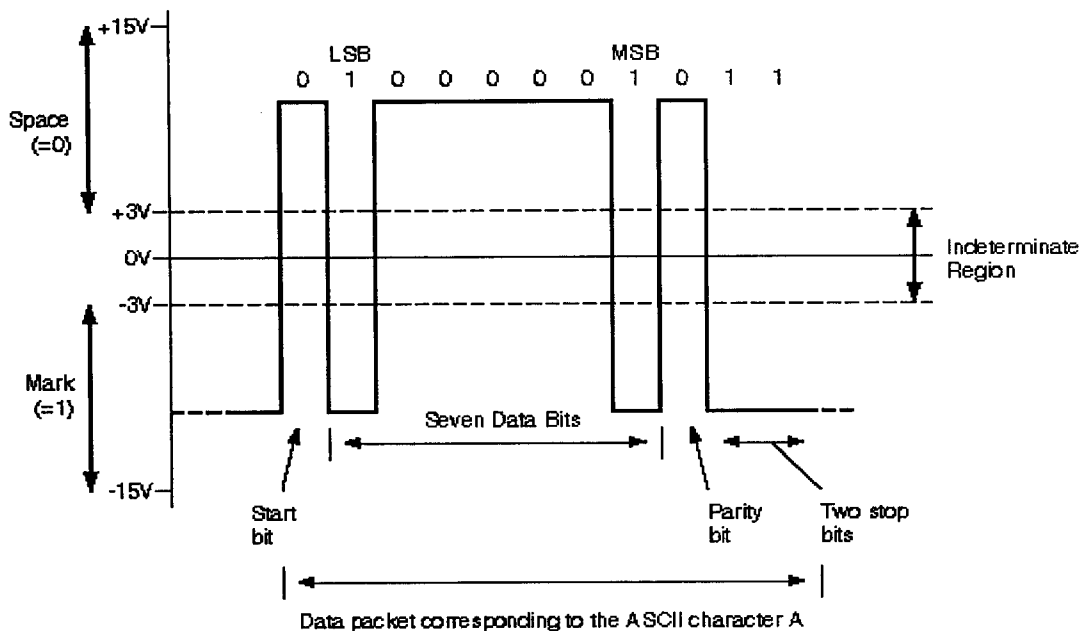 +15V
LSB MSB
0 1 0 0 0 0 0 1 0 1 1
Space
(=0)
+3V
0V
-3V
Indeterminate
Region
Mark
(=1)
Seven Data Bits
-15V
Start
bit
Parity
bit
Two stop
bits
Data packet corresponding to the ASCII character A